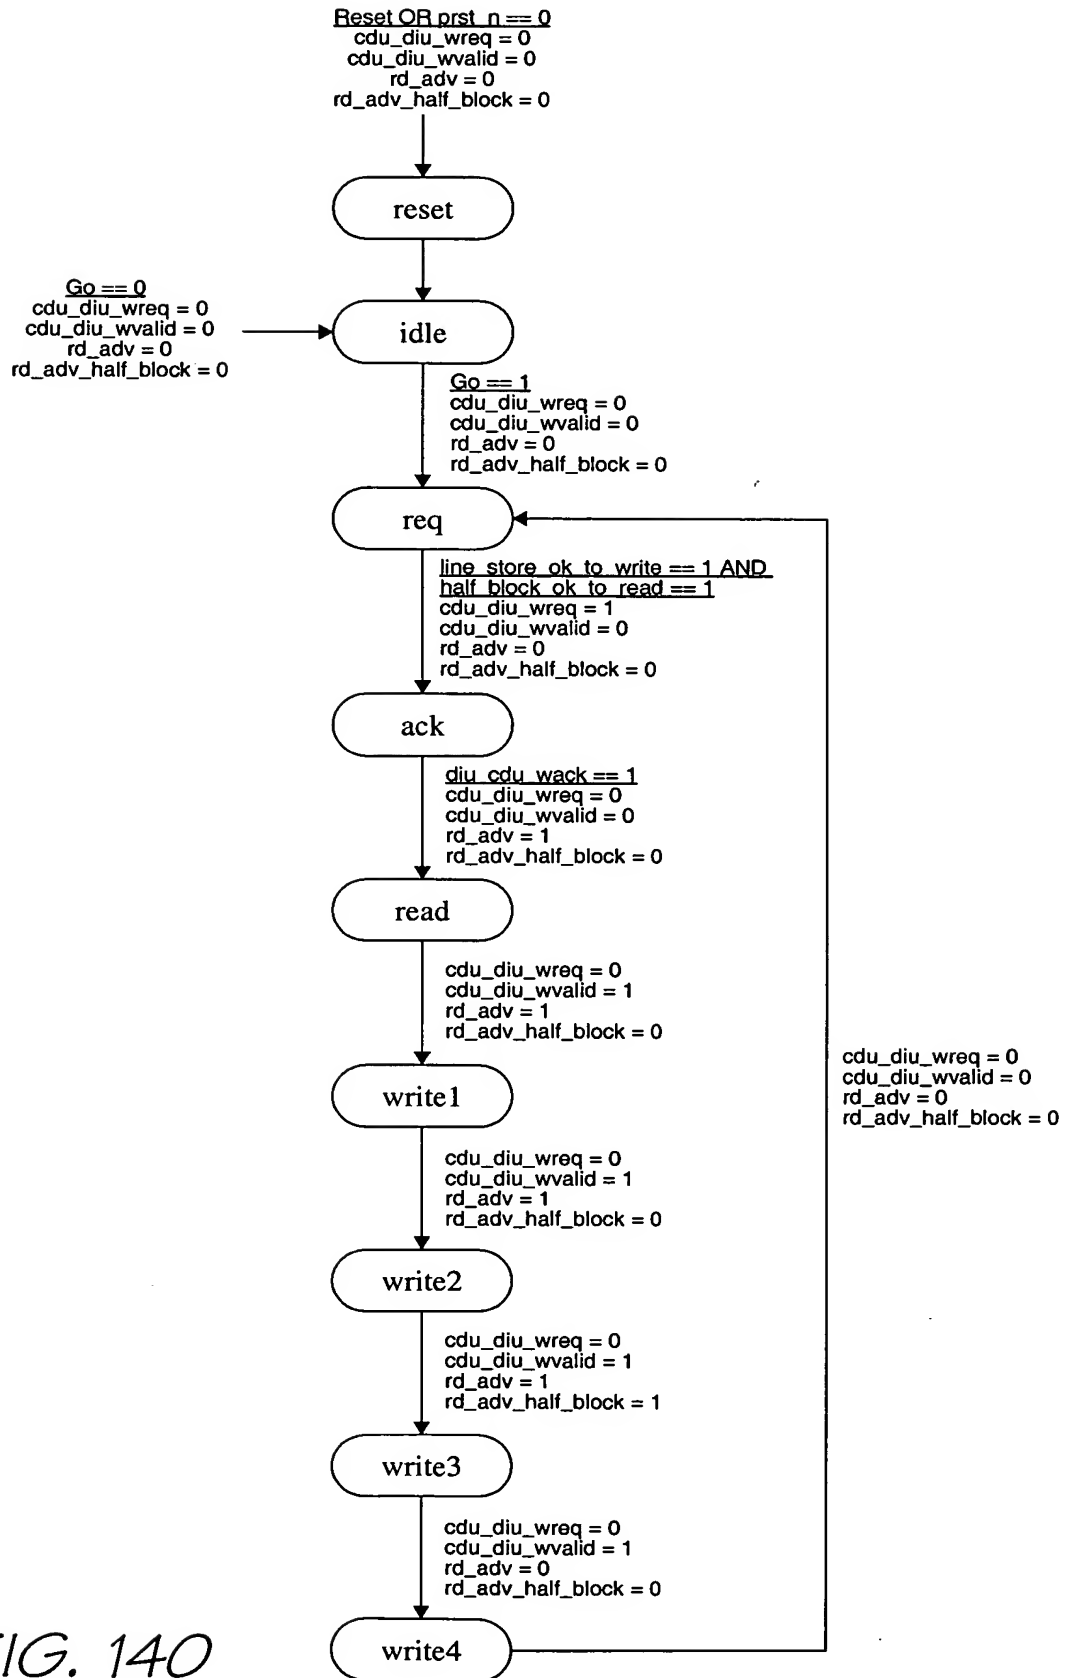 Reset OR prst_n == 0
cdu_diu_wreq = 0
cdu_diu_wvalid = 0
rd_adv = 0
rd_adv_half_block = 0
reset
Go == 0
cdu_diu_wreq = 0
cdu_diu_wvalid = 0
rd_adv = 0
rd_adv_half_block = 0
idle
Go == 1
cdu_diu_wreq = 0
cdu_diu_wvalid = 0
rd_adv = 0
rd_adv_half_block = 0
req
line_store_ok_to_write == 1 AND
half_block_ok_to_read == 1
cdu_diu_wreq = 1
cdu_diu_wvalid = 0
rd_adv = 0
rd_adv_half_block = 0
ack
diu_cdu_wack == 1
cdu_diu_wreq = 0
cdu_diu_wvalid = 0
rd_adv = 1
rd_adv_half_block = 0
read
cdu_diu_wreq = 0
cdu_diu_wvalid = 1
rd_adv = 1
rd_adv_half_block = 0
cdu_diu_wreq = 0
cdu_diu_wvalid = 0
rd_adv = 0
rd_adv_half_block = 0
write1
cdu_diu_wreq = 0
cdu_diu_wvalid = 1
rd_adv = 1
rd_adv_half_block = 0
write2
cdu_diu_wreq = 0
cdu_diu_wvalid = 1
rd_adv = 1
rd_adv_half_block = 1
write3
cdu_diu_wreq = 0
cdu_diu_wvalid = 1
rd_adv = 0
rd_adv_half_block = 0
write4
FIG. 140